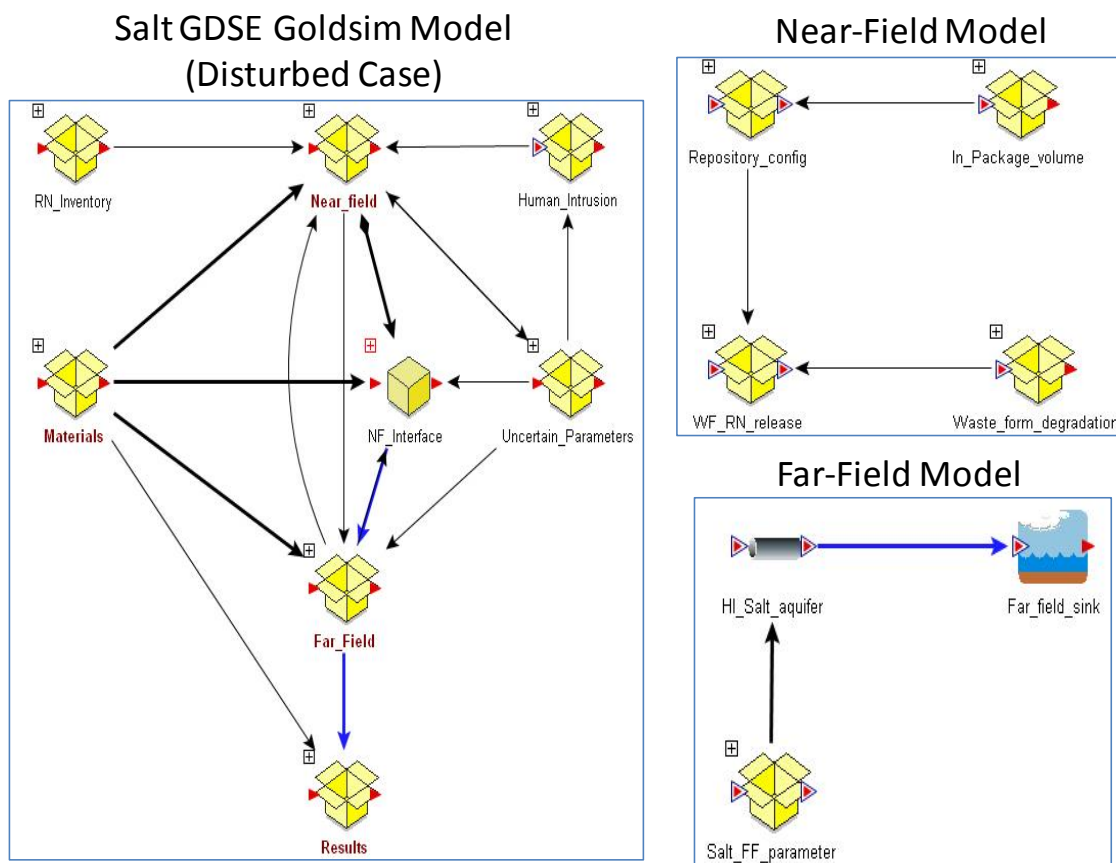 Salt GDSE Goldsim Model
(Disturbed Case)
RN_Inventory
Near_field
Human_Intrusion
Materials
NF_Interface
Uncertain_Parameters
Far_Field
Results
Near-Field Model
Repository_config
In_Package_volume
WF_RN_release
Waste_form_degradation
Far-Field Model
HI_Salt_aquifer
Far_field_sink
Salt_FF_parameter